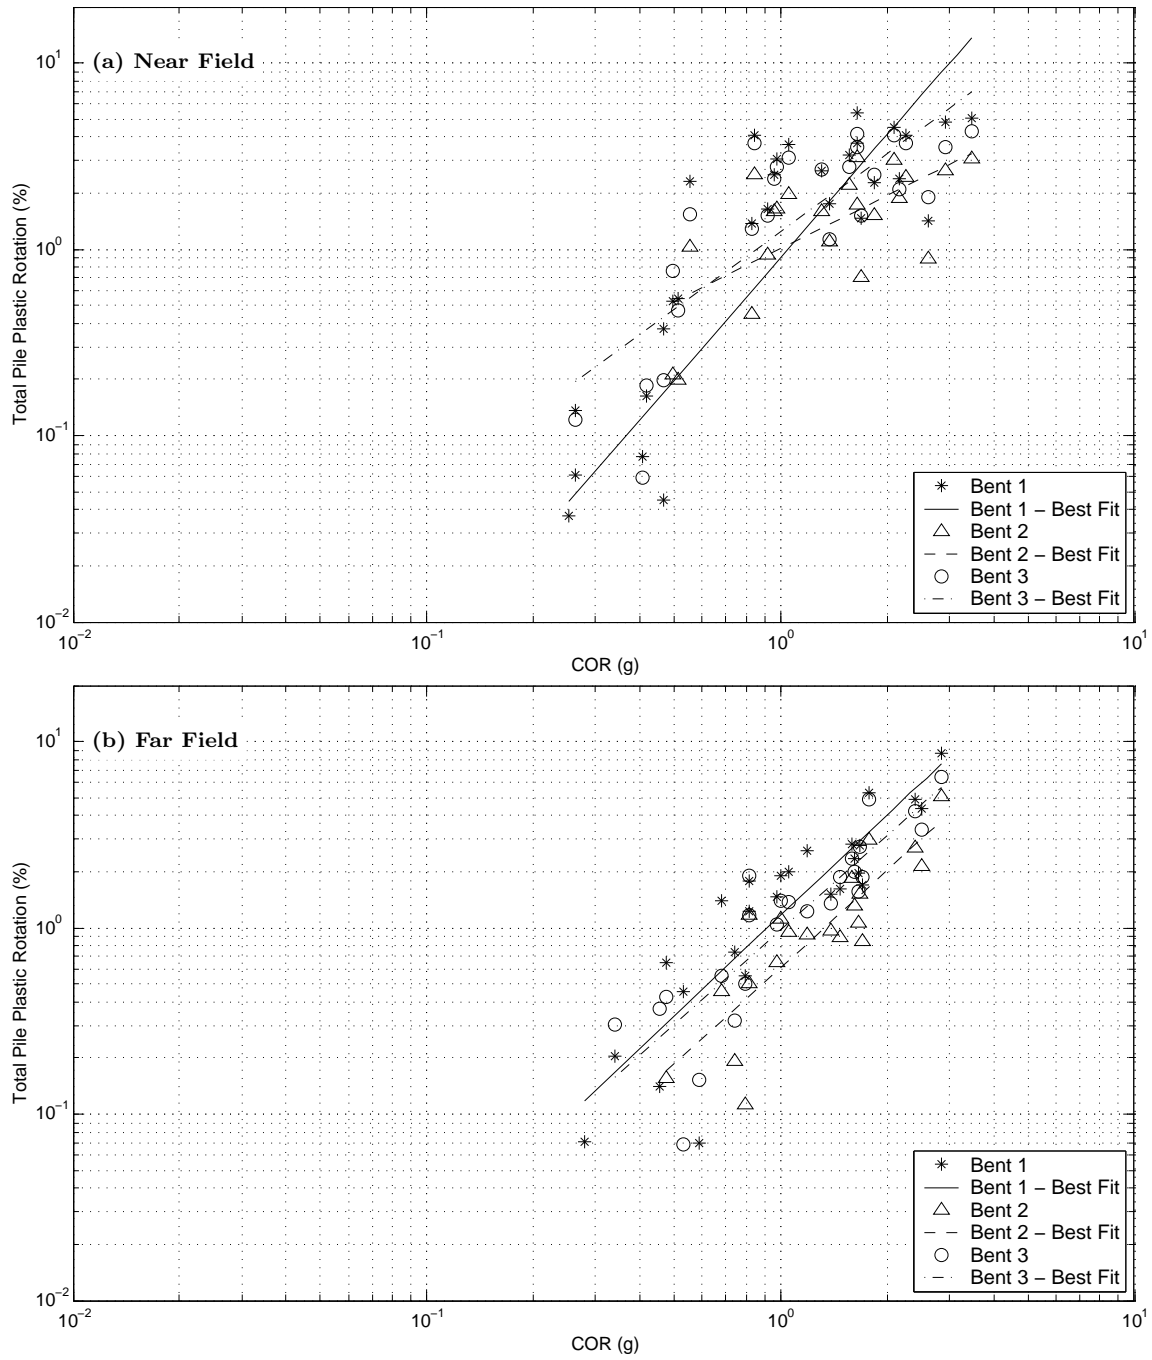 (a) Near Field
Total Pile Plastic Rotation (%)
10^1
10^0
10^−1
10^−2
Bent 1
Bent 1 – Best Fit
Bent 2
Bent 2 – Best Fit
Bent 3
Bent 3 – Best Fit
10^−2 10^−1 10^0 10^1
COR (g)
(b) Far Field
Total Pile Plastic Rotation (%)
10^1
10^0
10^−1
10^−2
Bent 1
Bent 1 – Best Fit
Bent 2
Bent 2 – Best Fit
Bent 3
Bent 3 – Best Fit
10^−2 10^−1 10^0 10^1
COR (g)